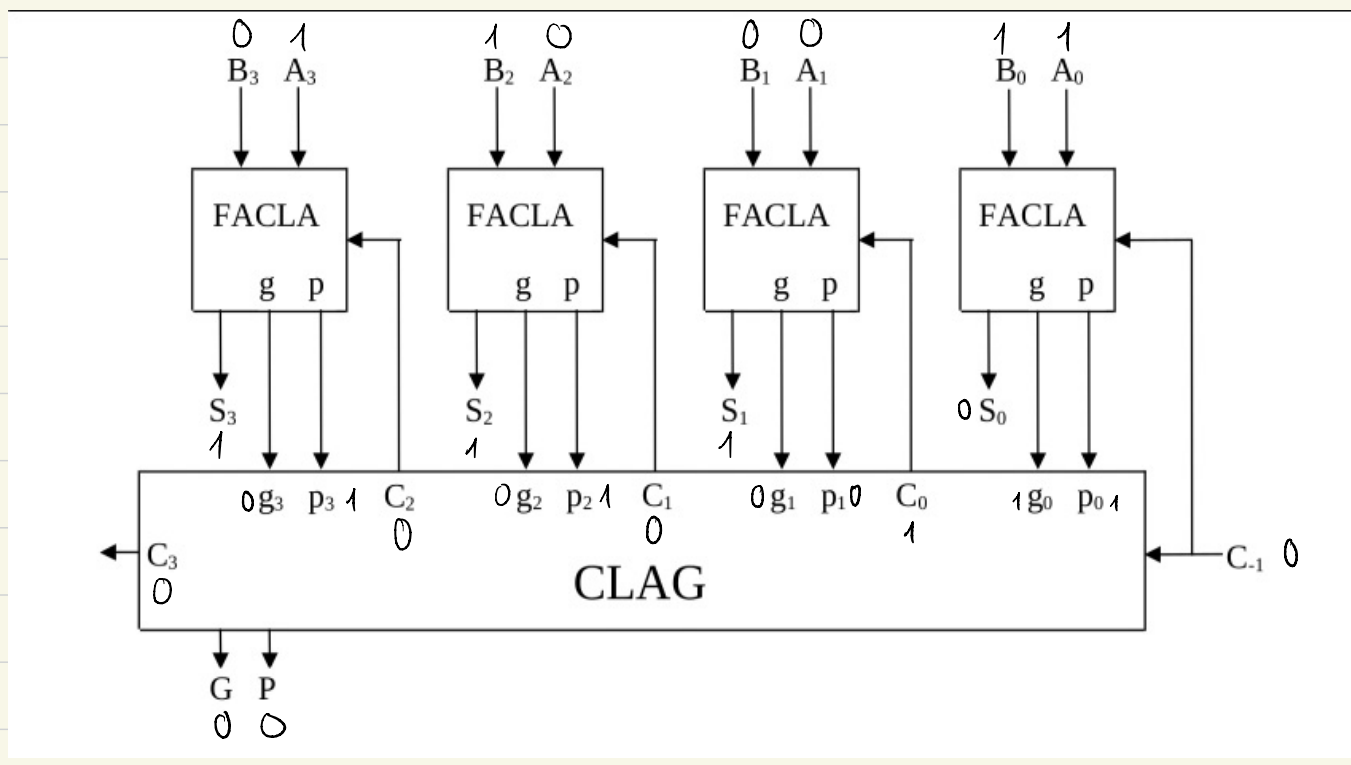 0 1 1 0 0 0 1 1
B₃ A₃ B₂ A₂ B₁ A₁ B₀ A₀
FACLA FACLA FACLA FACLA
g p g p g p g p
S₃ S₂ S₁ 0 S₀
1 1 1
0 g₃ p₃ 1 C₂ 0 g₂ p₂ 1 C₁ 0 g₁ p₁ 0 C₀ 1 g₀ p₀ 1
0 0 1
C₃ CLAG C₋₁ 0
0
G P
0 0